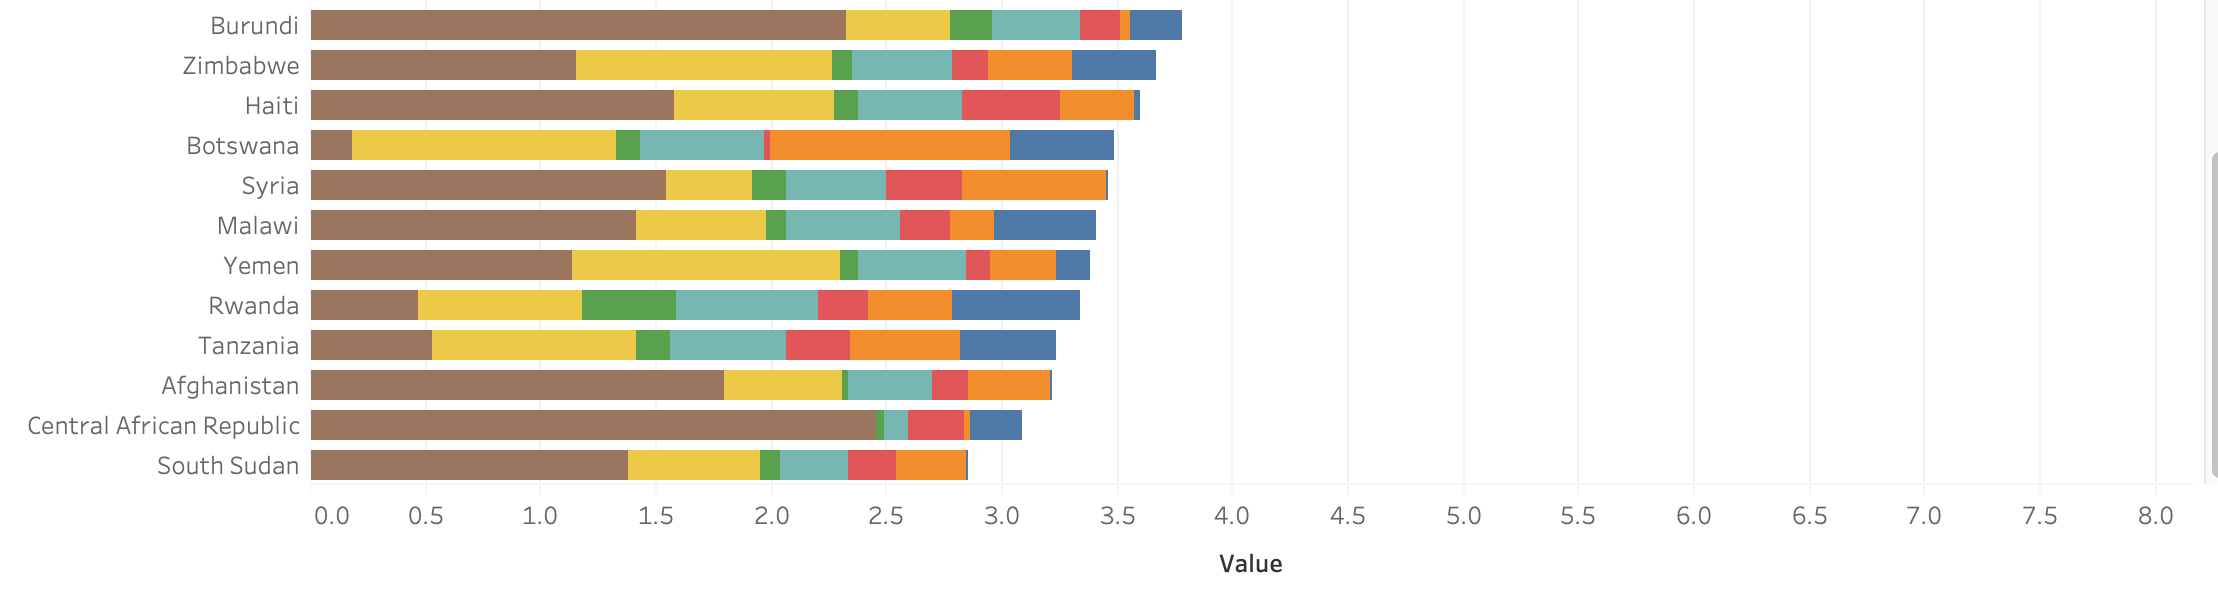 Burundi
Zimbabwe
Haiti
Botswana
Syria
Malawi
Yemen
Rwanda
Tanzania
Afghanistan
Central African Republic
South Sudan
0.0 0.5 1.0 1.5 2.0 2.5 3.0 3.5 4.0 4.5 5.0 5.5 6.0 6.5 7.0 7.5 8.0
Value